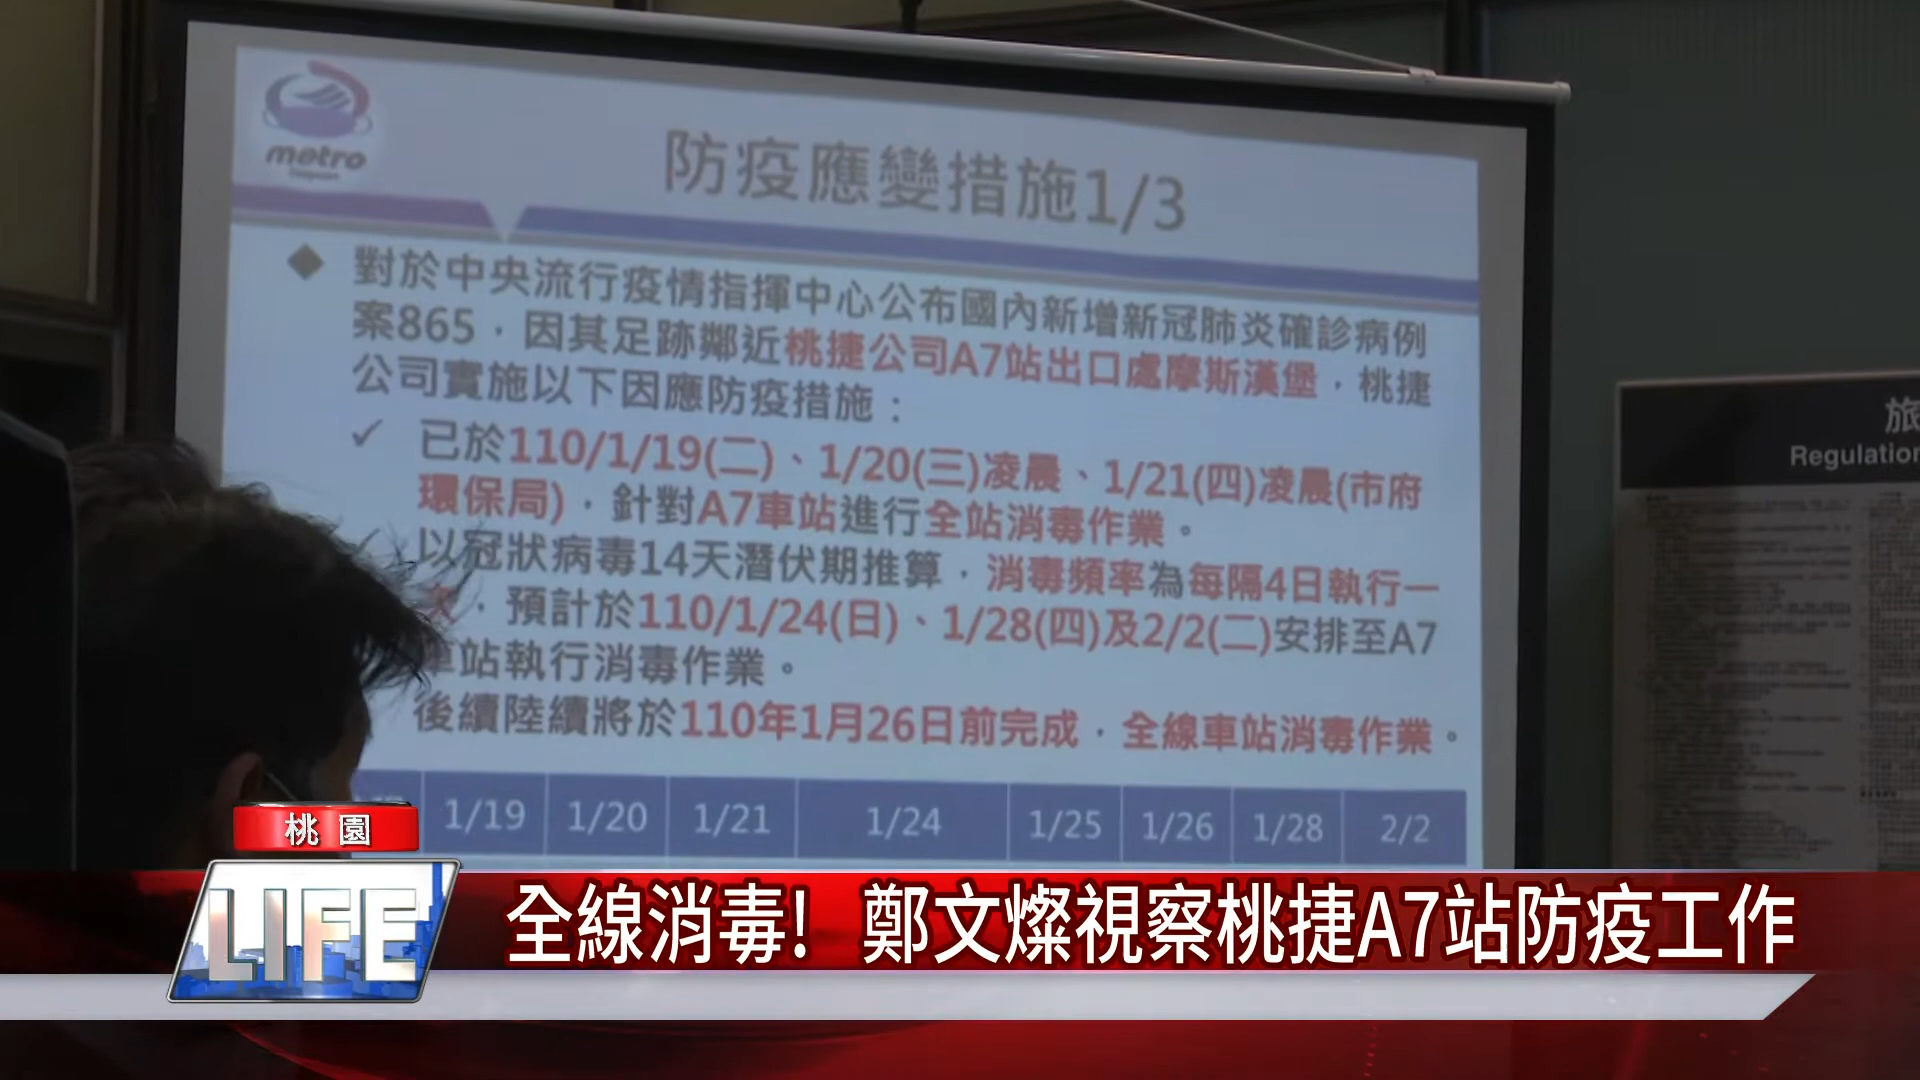 metro
防疫應變措施1/3
對於中央流行疫情指揮中心公布國內新增新冠肺炎確診病例
案865，因其足跡鄰近桃捷公司A7站出口處摩斯漢堡，桃捷
公司實施以下因應防疫措施：
已於110/1/19(二)、1/20(三)凌晨、1/21(四)凌晨(市府
環保局)，針對A7車站進行全站消毒作業。
以冠狀病毒14天潛伏期推算，消毒頻率為每隔4日執行一
次，預計於110/1/24(日)、1/28(四)及2/2(二)安排至A7
車站執行消毒作業。
後續陸續將於110年1月26日前完成，全線車站消毒作業。
1/19 1/20 1/21 1/24 1/25 1/26 1/28 2/2
旅
Regulation
桃園
LIFE
全線消毒! 鄭文燦視察桃捷A7站防疫工作